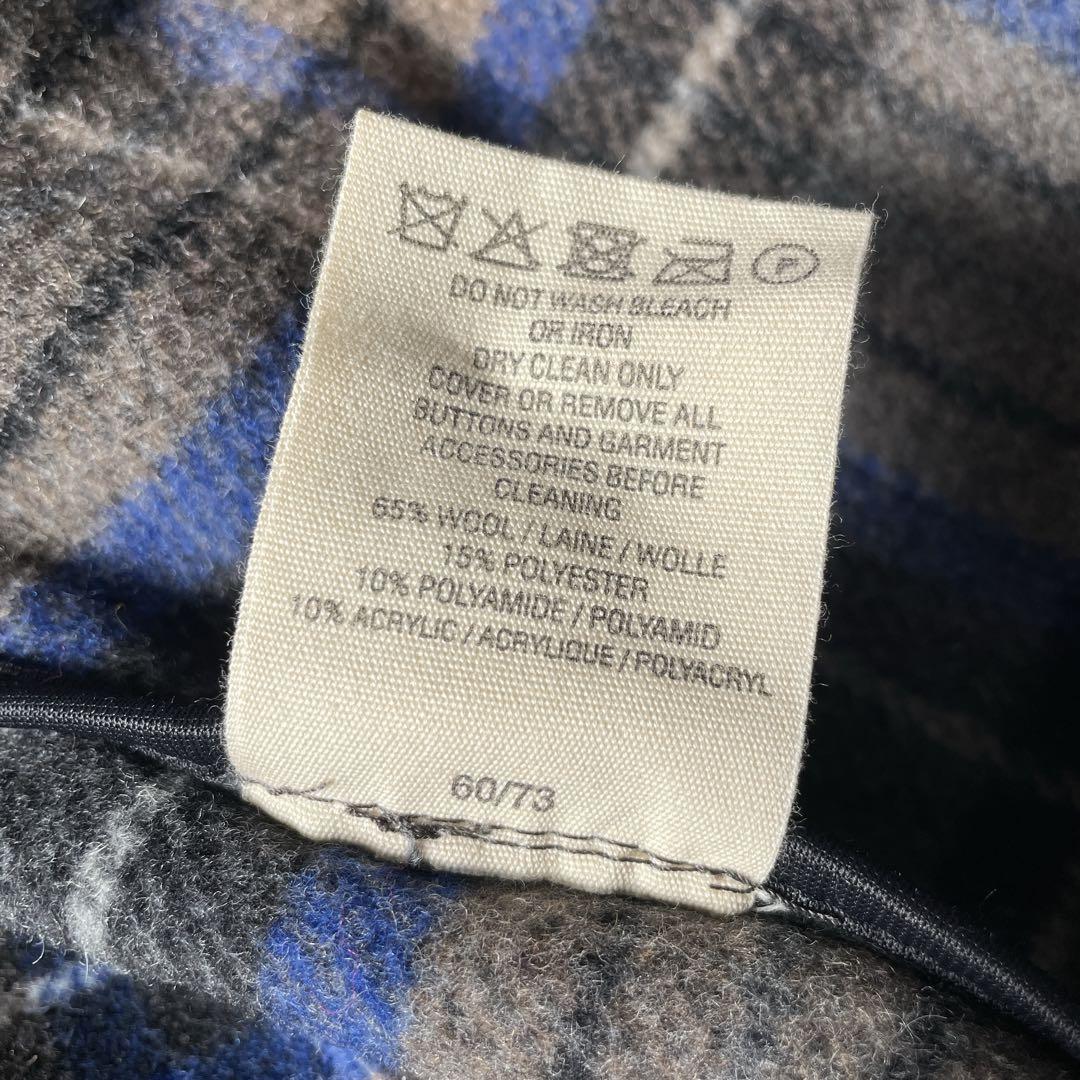 P
DO NOT WASH BLEACH
OR IRON
DRY CLEAN ONLY
COVER OR REMOVE ALL
BUTTONS AND GARMENT
ACCESSORIES BEFORE
CLEANING
65% WOOL / LAINE / WOLLE
15% POLYESTER
10% POLYAMIDE / POLYAMID
10% ACRYLIC / ACRYLIQUE / POLYACRYL
60/73